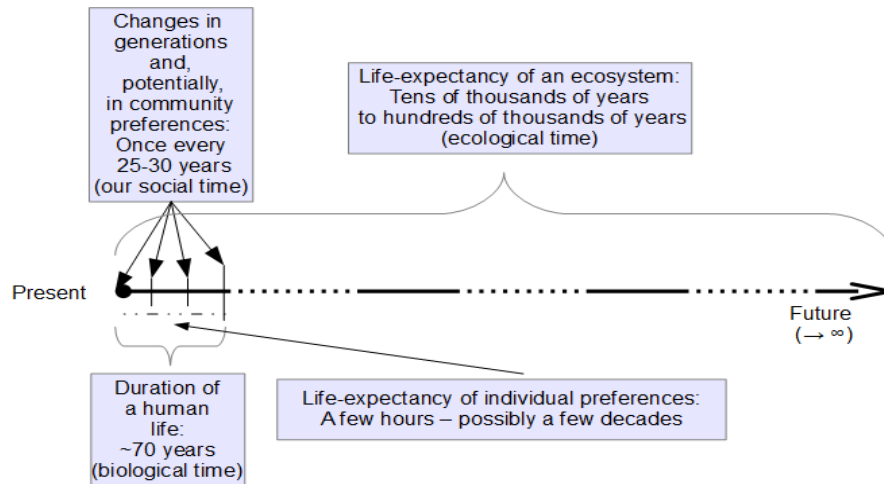 Changes in
generations
and,
potentially,
in community
preferences:
Once every
25-30 years
(our social time)
Life-expectancy of an ecosystem:
Tens of thousands of years
to hundreds of thousands of years
(ecological time)
Present
Future
(→ ∞)
Duration of
a human
life:
~70 years
(biological time)
Life-expectancy of individual preferences:
A few hours – possibly a few decades